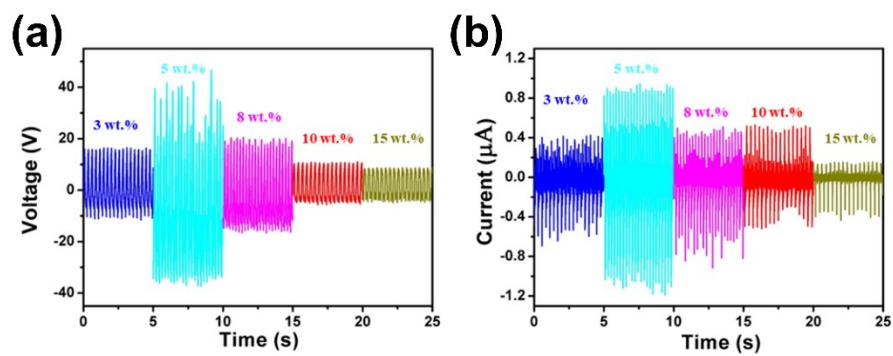 (a)
Voltage (V)
40
20
0
-20
-40
3 wt.%
5 wt.%
8 wt.%
10 wt.%
15 wt.%
0 5 10 15 20 25
Time (s)
(b)
Current (μA)
1.2
0.8
0.4
0.0
-0.4
-0.8
-1.2
3 wt.%
5 wt.%
8 wt.%
10 wt.%
15 wt.%
0 5 10 15 20 25
Time (s)